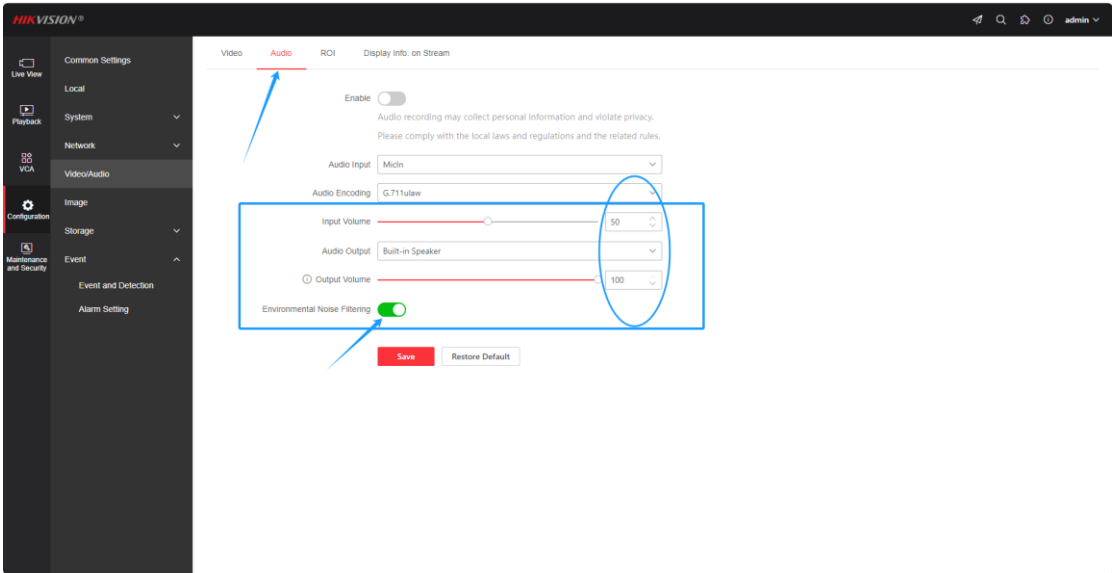 HIKVISION®
admin
Live View
Playback
VCA
Configuration
Maintenance
and Security
Common Settings
Local
System
Network
Video/Audio
Image
Storage
Event
Event and Detection
Alarm Setting
Video Audio ROI Display Info. on Stream
Enable
Audio recording may collect personal information and violate privacy.
Please comply with the local laws and regulations and the related rules.
Audio Input MicIn
Audio Encoding G.711ulaw
Input Volume 50
Audio Output Built-in Speaker
Output Volume 100
Environmental Noise Filtering
Save Restore Default